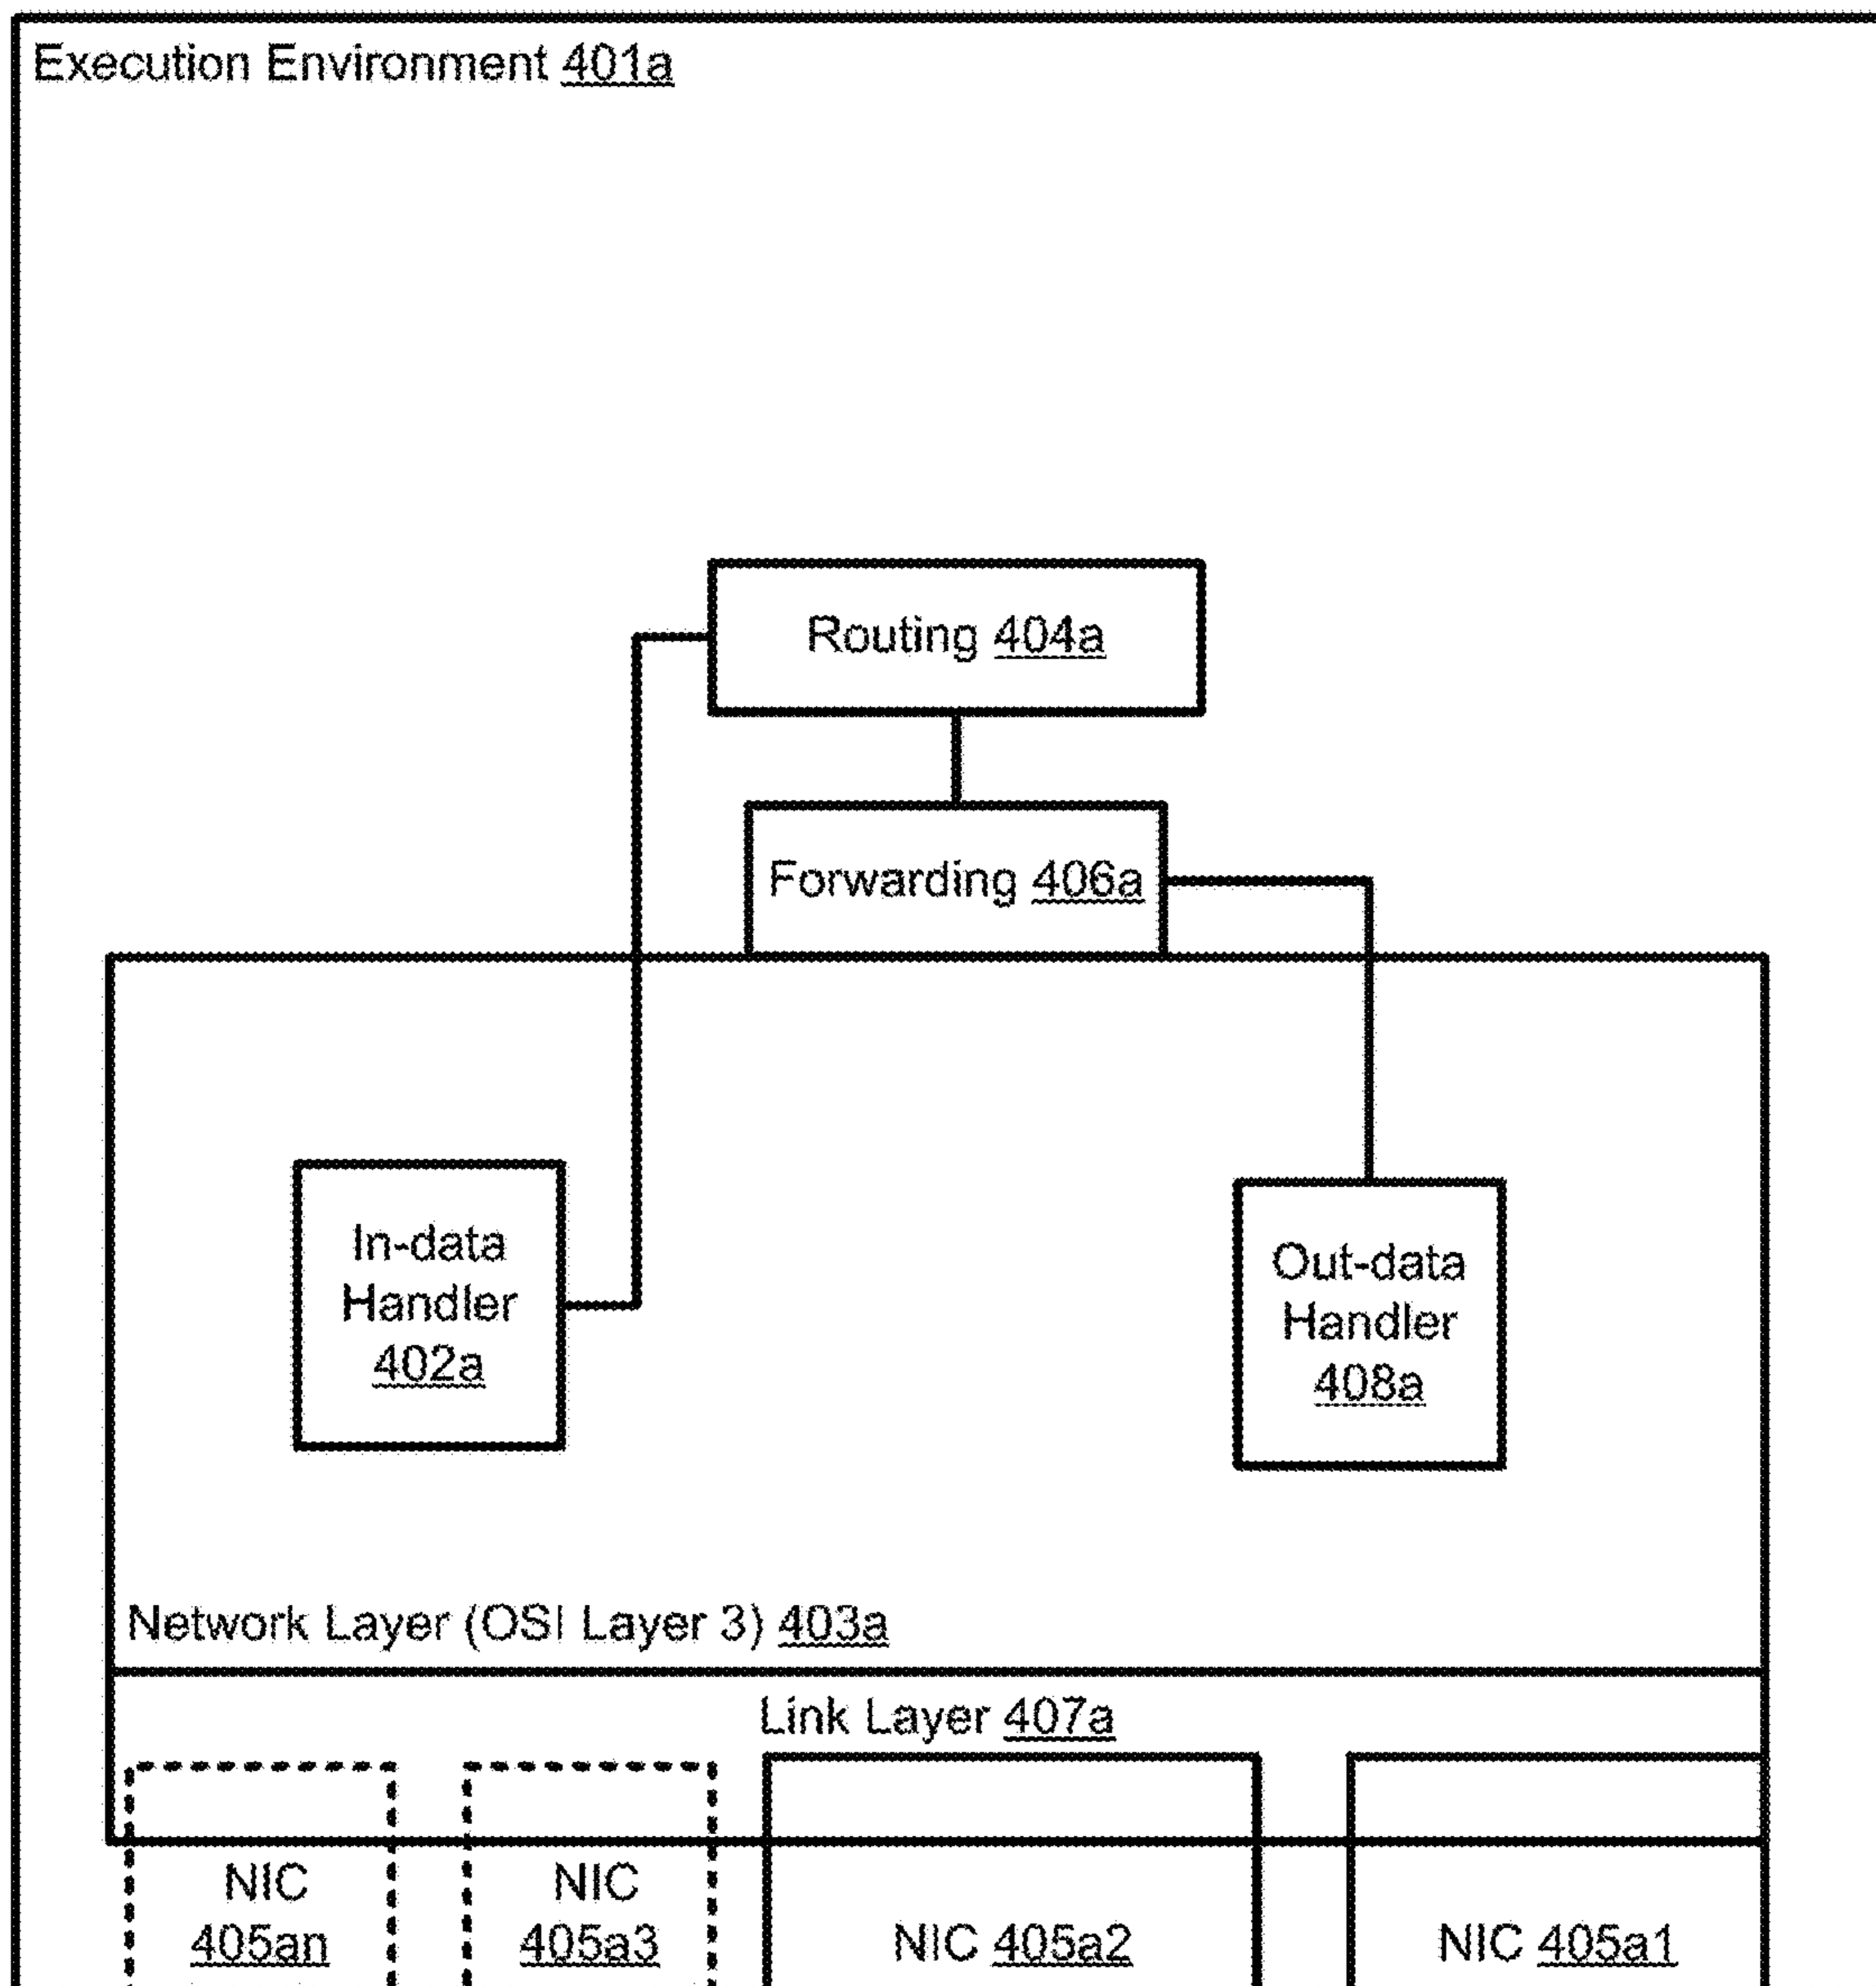 Execution Environment 401a
Routing 404a
Forwarding 406a
In-data
Handler
402a
Out-data
Handler
408a
Network Layer (OSI Layer 3) 403a
Link Layer 407a
NIC
405an
NIC
405a3
NIC 405a2
NIC 405a1